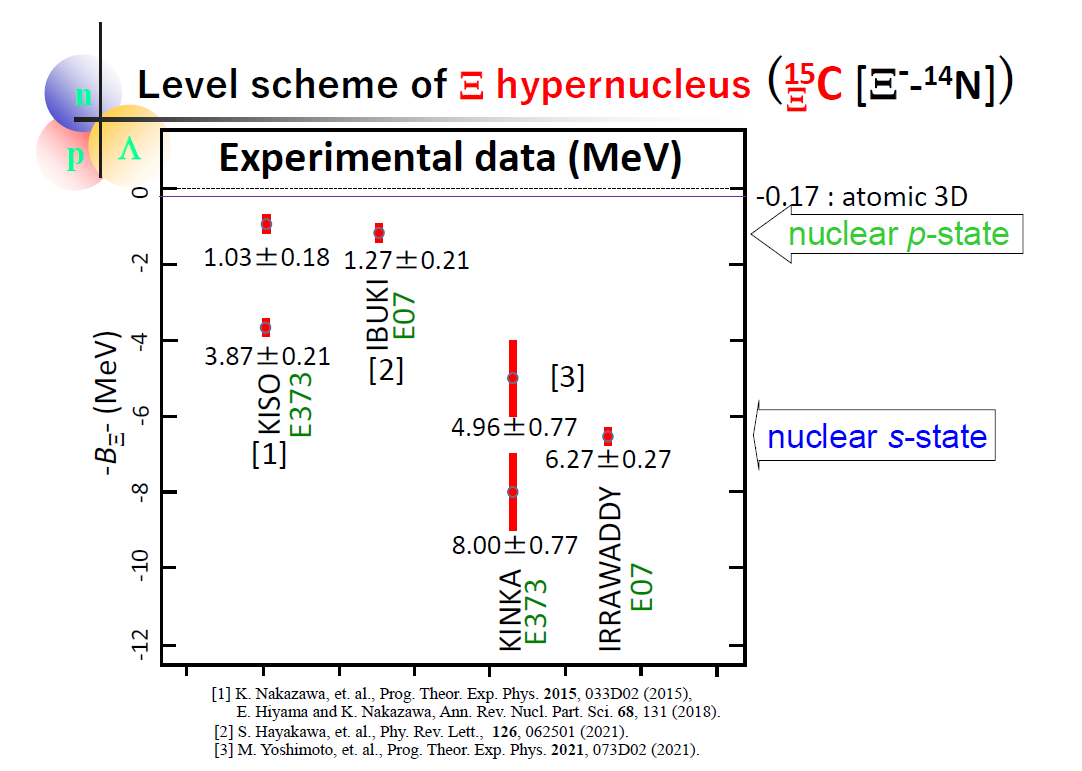 Level scheme of Ξ hypernucleus (¹⁵ΞC [Ξ⁻-¹⁴N])
n
p Λ
Experimental data (MeV)
0
-0.17 : atomic 3D
nuclear p-state
1.03±0.18 1.27±0.21
-2
IBUKI
E07
[2]
-4
3.87±0.21
KISO
E373
[1]
-B_Ξ⁻ (MeV)
[3]
-6
4.96±0.77
nuclear s-state
6.27±0.27
-8
8.00±0.77
IRRAWADDY
E07
-10
KINKA
E373
-12
[1] K. Nakazawa, et. al., Prog. Theor. Exp. Phys. 2015, 033D02 (2015),
E. Hiyama and K. Nakazawa, Ann. Rev. Nucl. Part. Sci. 68, 131 (2018).
[2] S. Hayakawa, et. al., Phy. Rev. Lett., 126, 062501 (2021).
[3] M. Yoshimoto, et. al., Prog. Theor. Exp. Phys. 2021, 073D02 (2021).